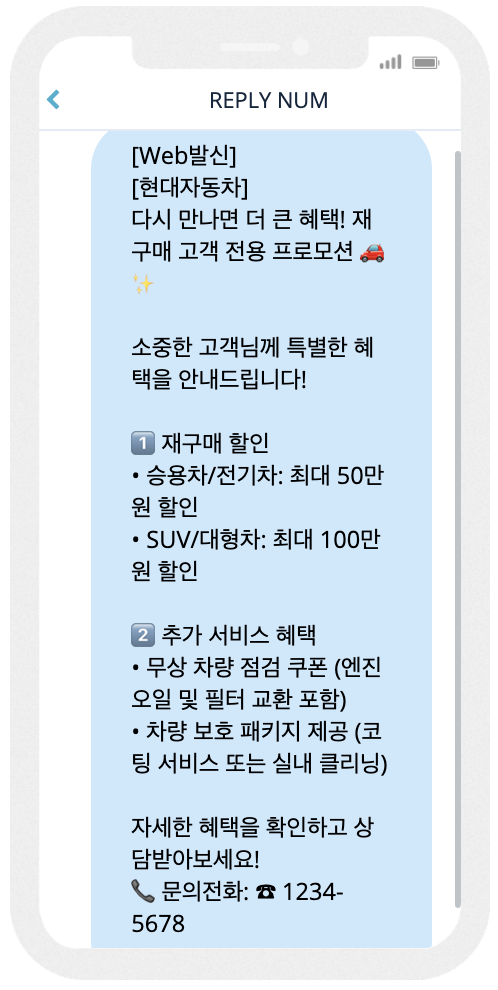 REPLY NUM
[Web발신]
[현대자동차]
다시 만나면 더 큰 혜택! 재
구매 고객 전용 프로모션 🚗
✨
소중한 고객님께 특별한 혜
택을 안내드립니다!
1️⃣ 재구매 할인
• 승용차/전기차: 최대 50만
원 할인
• SUV/대형차: 최대 100만
원 할인
2️⃣ 추가 서비스 혜택
• 무상 차량 점검 쿠폰 (엔진
오일 및 필터 교환 포함)
• 차량 보호 패키지 제공 (코
팅 서비스 또는 실내 클리닝)
자세한 혜택을 확인하고 상
담받아보세요!
📞 문의전화: ☎ 1234-
5678